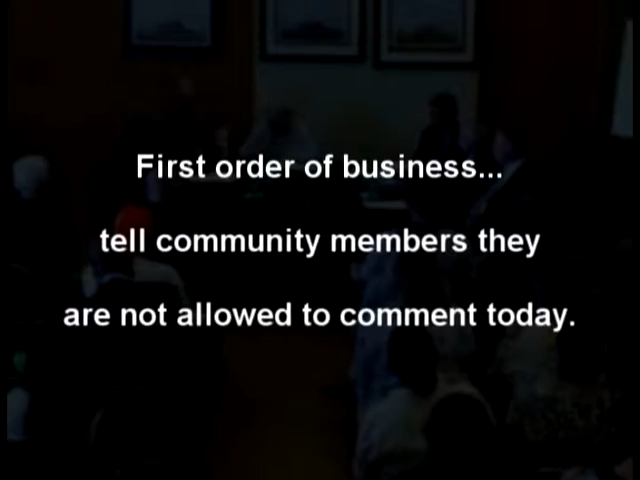 First order of business...
tell community members they
are not allowed to comment today.